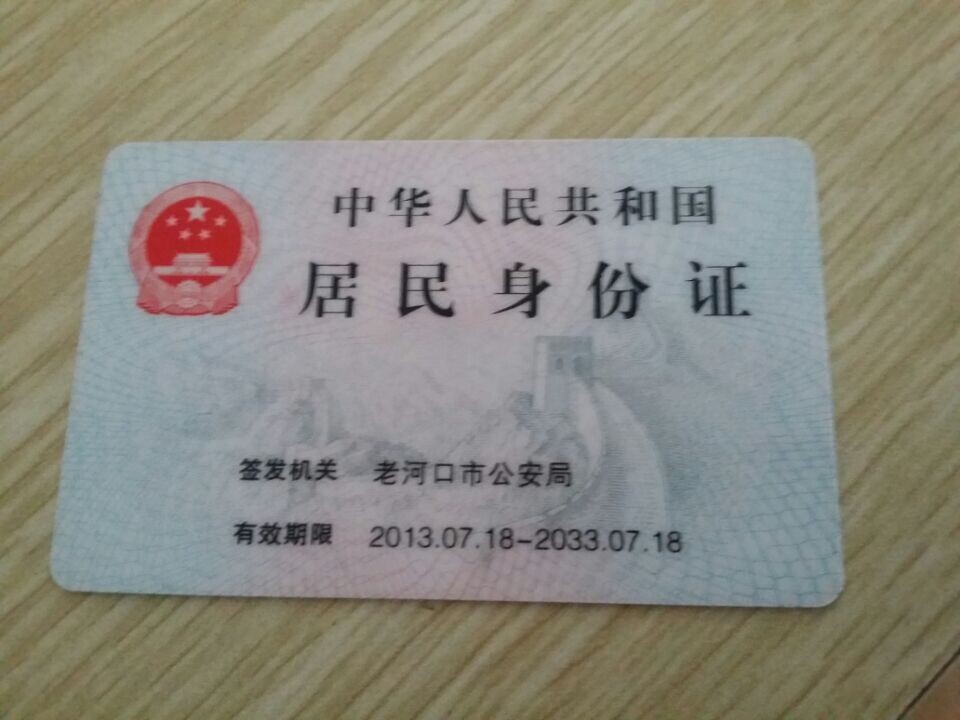 中华人民共和国
居民身份证
签发机关 老河口市公安局
有效期限 2013.07.18-2033.07.18